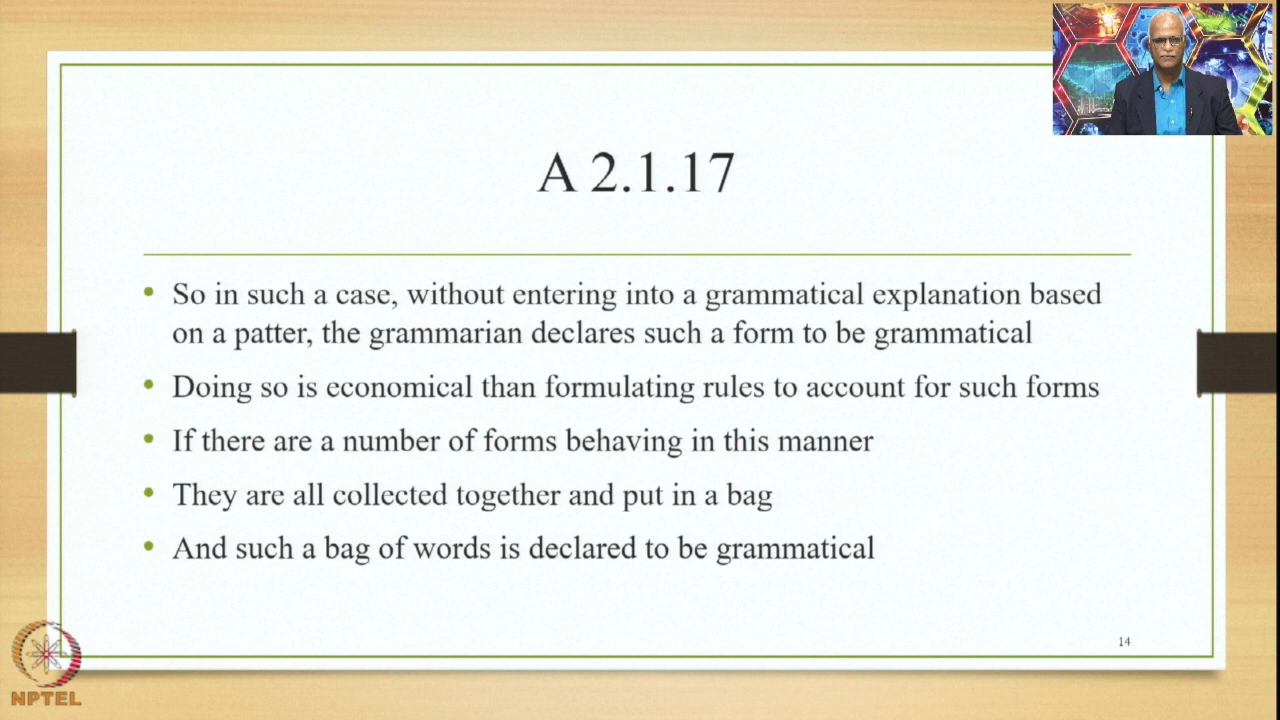 A 2.1.17
So in such a case, without entering into a grammatical explanation based
on a patter, the grammarian declares such a form to be grammatical
Doing so is economical than formulating rules to account for such forms
If there are a number of forms behaving in this manner
They are all collected together and put in a bag
And such a bag of words is declared to be grammatical
14
NPTEL